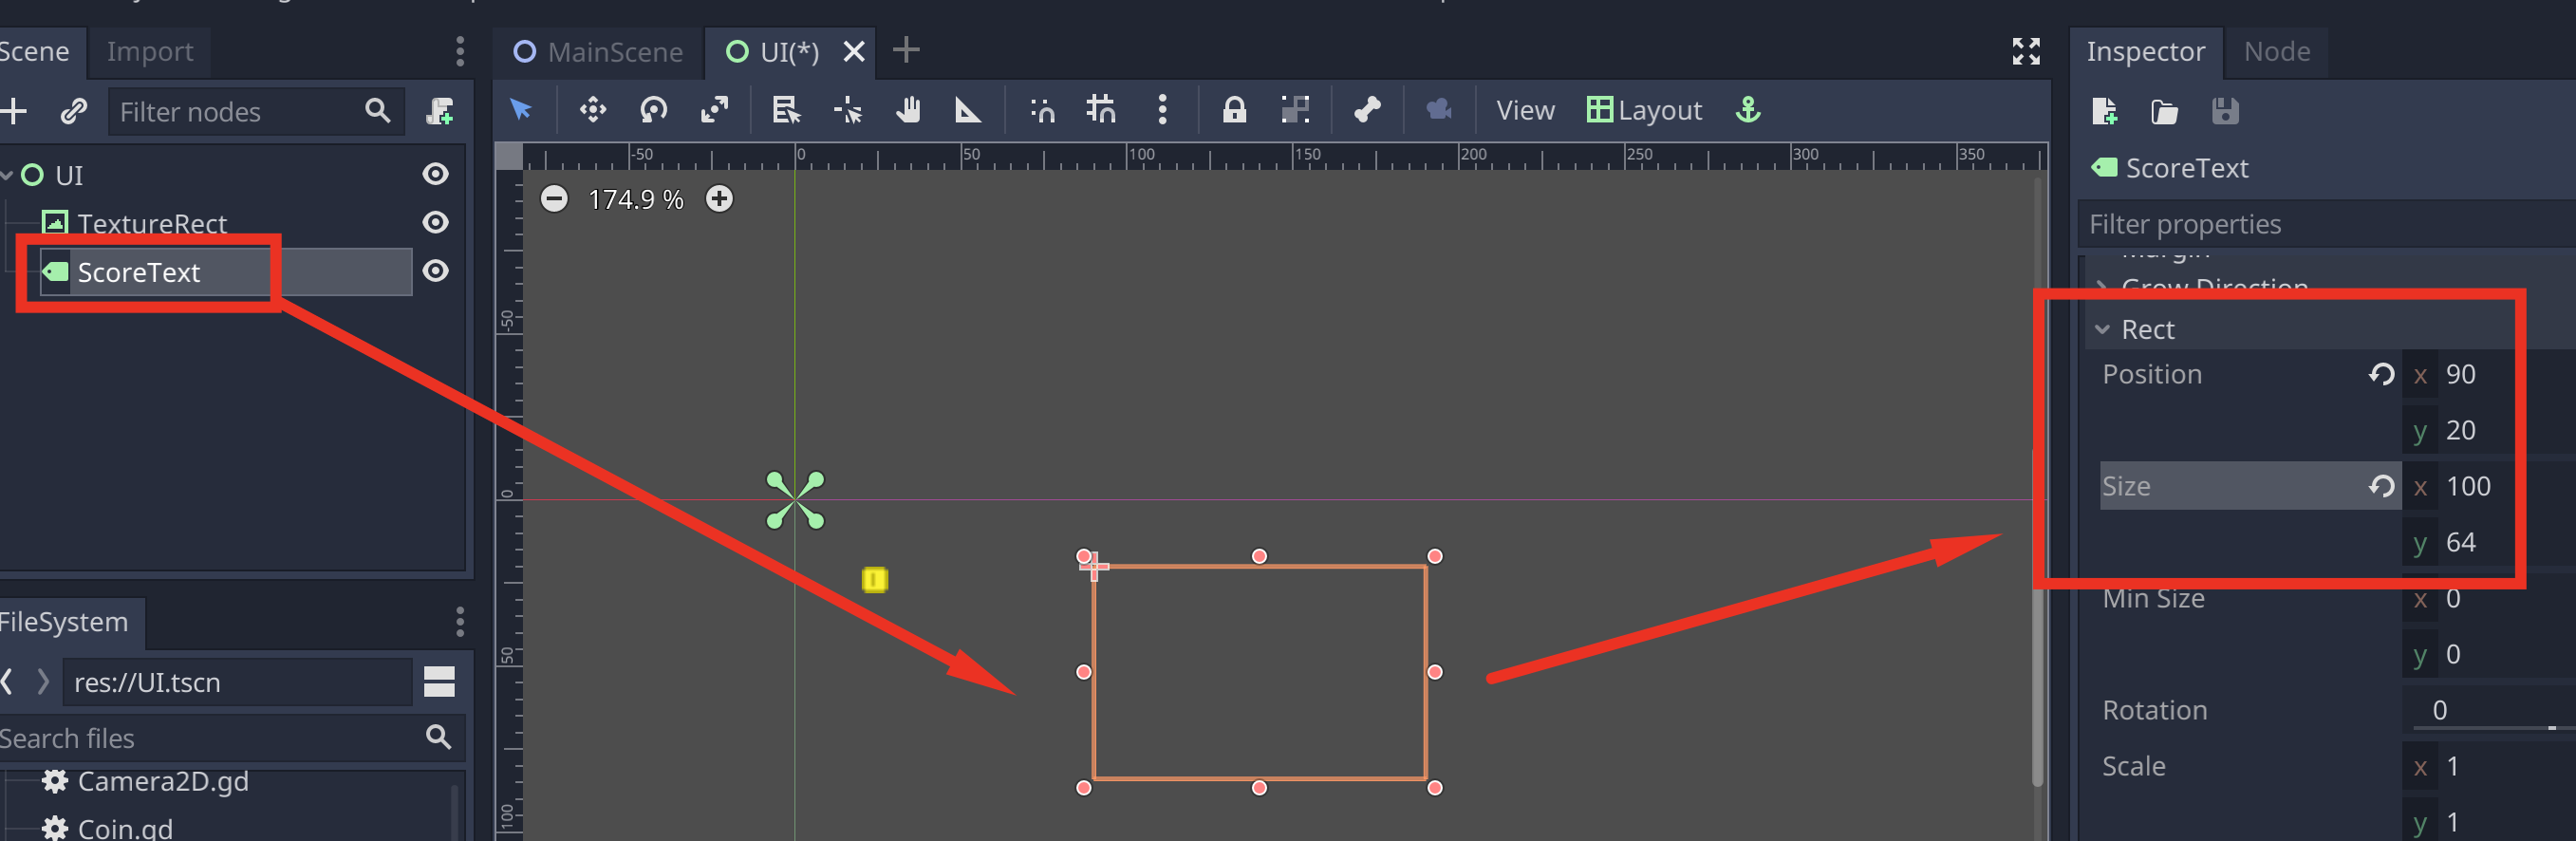 Scene Import
Filter nodes
UI
TextureRect
ScoreText
FileSystem
res://UI.tscn
Search files
Camera2D.gd
Coin.gd
MainScene UI(*)
View Layout
-50 0 50 100 150 200 250 300 350
174.9 %
-50
0
50
100
Inspector Node
ScoreText
Filter properties
Margin
Grow Direction
Rect
Position x 90
y 20
Size x 100
y 64
Min Size x 0
y 0
Rotation 0
Scale x 1
y 1